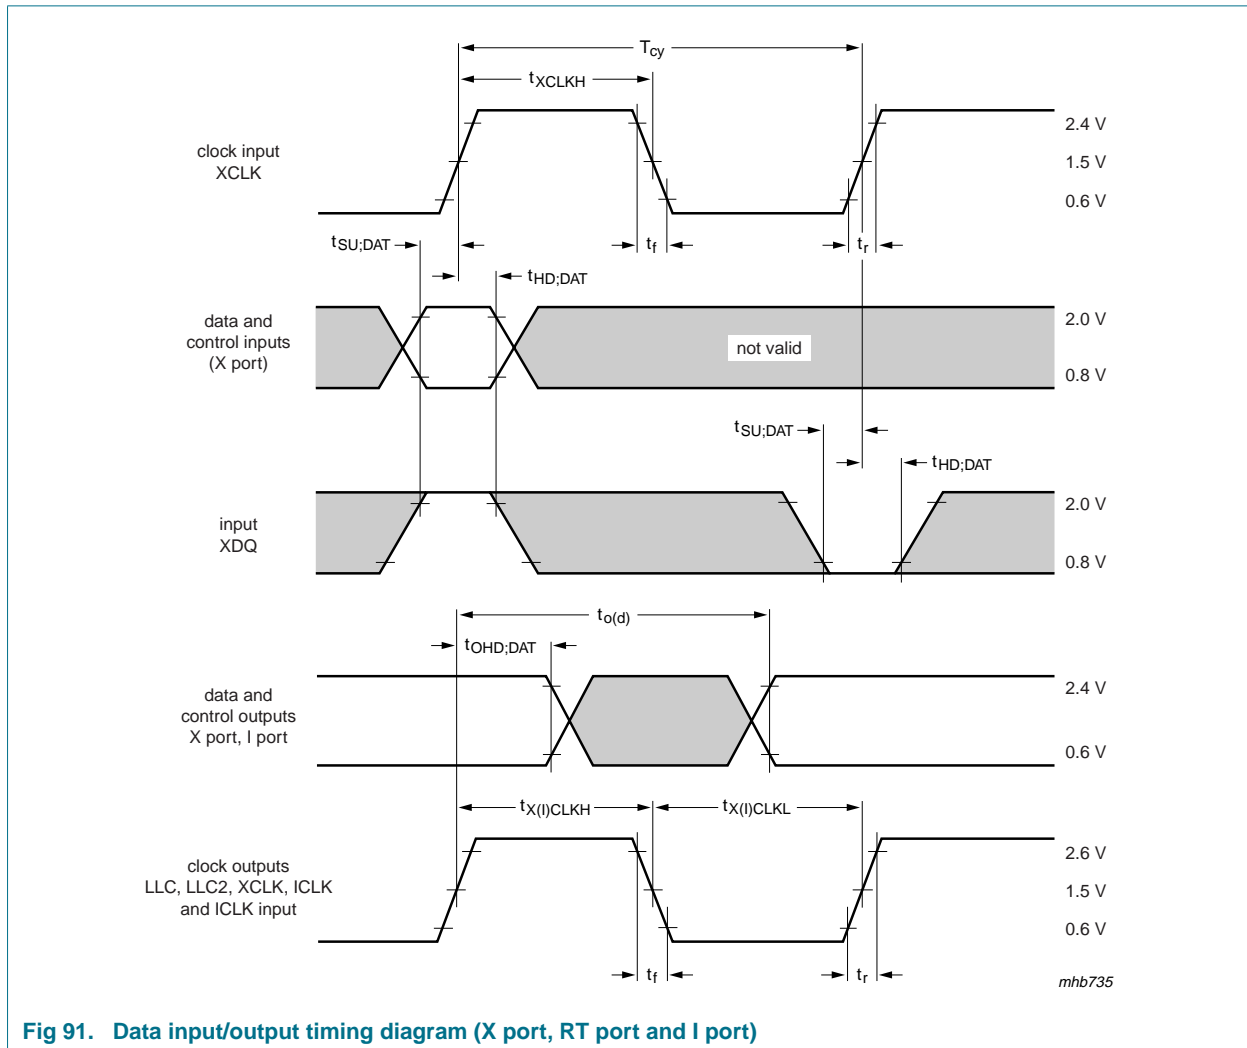 Tcy
tXCLKH
clock input
XCLK
2.4 V
1.5 V
0.6 V
tSU;DAT
tf
tr
tHD;DAT
data and
control inputs
(X port)
not valid
2.0 V
0.8 V
tSU;DAT
tHD;DAT
input
XDQ
2.0 V
0.8 V
to(d)
tOHD;DAT
data and
control outputs
X port, I port
2.4 V
0.6 V
tX(I)CLKH
tX(I)CLKL
clock outputs
LLC, LLC2, XCLK, ICLK
and ICLK input
2.6 V
1.5 V
0.6 V
tf
tr
mhb735
Fig 91. Data input/output timing diagram (X port, RT port and I port)